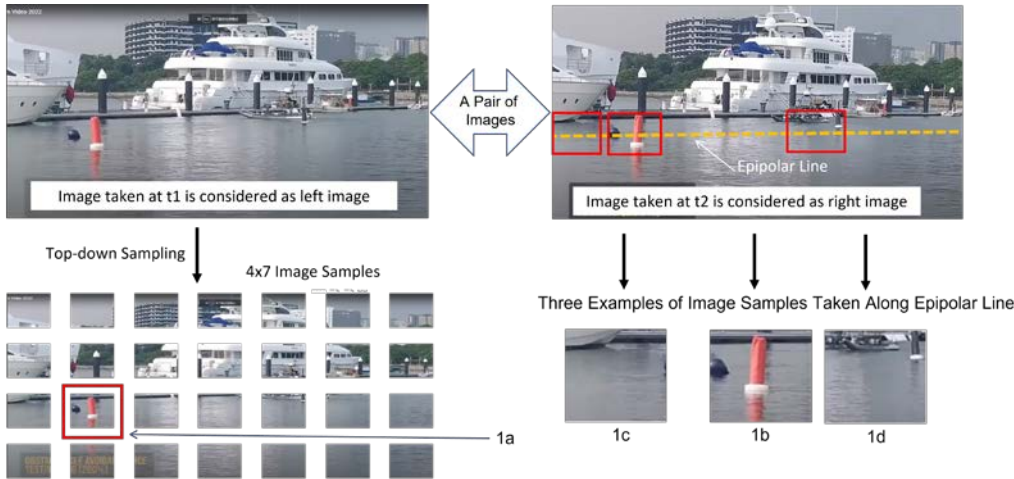 n Video 2022
A Pair of
Images
Epipolar Line
Image taken at t1 is considered as left image
Image taken at t2 is considered as right image
Top-down Sampling
4x7 Image Samples
Three Examples of Image Samples Taken Along Epipolar Line
1c
1b
1d
1a